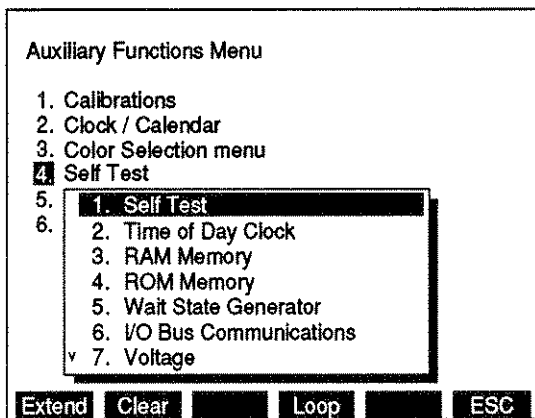 Auxiliary Functions Menu
1. Calibrations
2. Clock / Calendar
3. Color Selection menu
4. Self Test
5.
6.
1. Self Test
2. Time of Day Clock
3. RAM Memory
4. ROM Memory
5. Wait State Generator
6. I/O Bus Communications
v 7. Voltage
Extend Clear Loop ESC